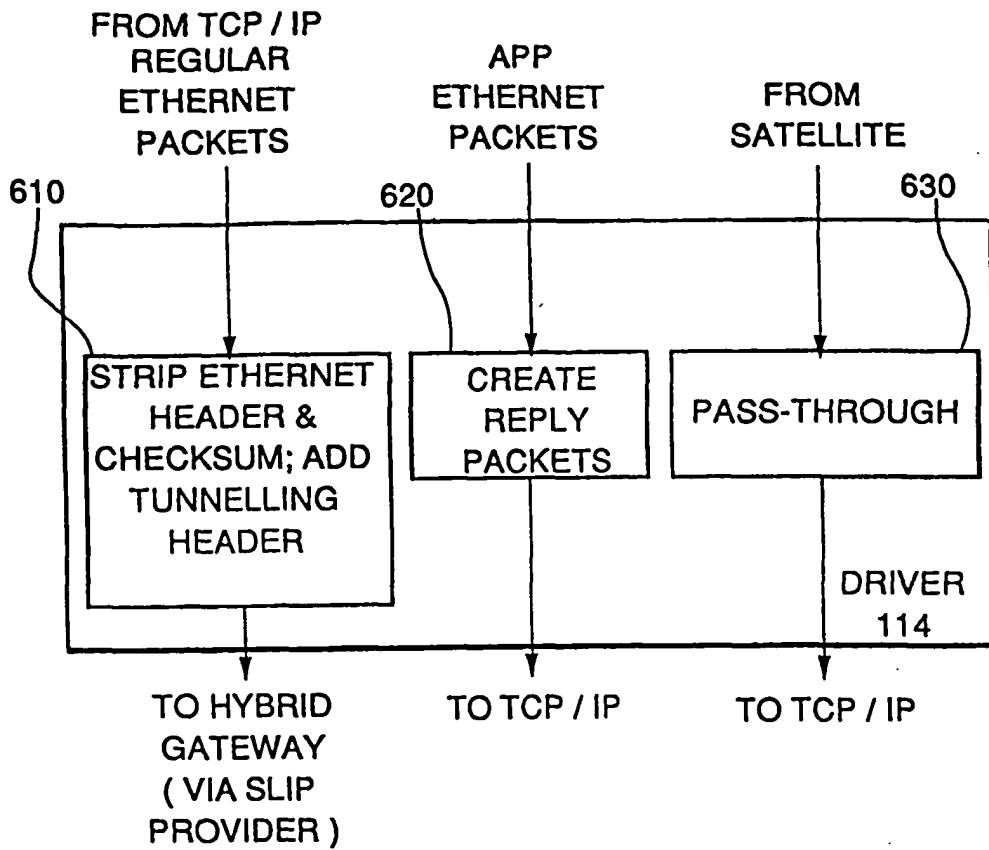 FROM TCP / IP
REGULAR
ETHERNET
PACKETS
APP
ETHERNET
PACKETS
FROM
SATELLITE
610
620
630
STRIP ETHERNET
HEADER &
CHECKSUM; ADD
TUNNELLING
HEADER
CREATE
REPLY
PACKETS
PASS-THROUGH
DRIVER
114
TO HYBRID
GATEWAY
( VIA SLIP
PROVIDER )
TO TCP / IP
TO TCP / IP